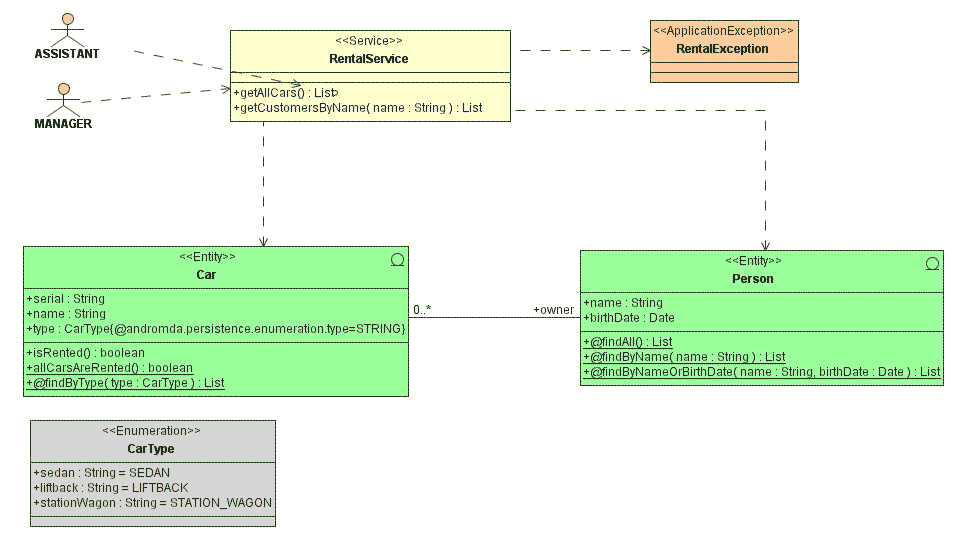 ASSISTANT
MANAGER
<<Service>>
RentalService
+getAllCars() : List
+getCustomersByName( name : String ) : List
<<ApplicationException>>
RentalException
<<Entity>>
Car
+serial : String
+name : String
+type : CarType{@andromda.persistence.enumeration.type=STRING}
+isRented() : boolean
+allCarsAreRented() : boolean
+@findByType( type : CarType ) : List
0..*
+owner
<<Entity>>
Person
+name : String
+birthDate : Date
+@findAll() : List
+@findByName( name : String ) : List
+@findByNameOrBirthDate( name : String, birthDate : Date ) : List
<<Enumeration>>
CarType
+sedan : String = SEDAN
+liftback : String = LIFTBACK
+stationWagon : String = STATION_WAGON